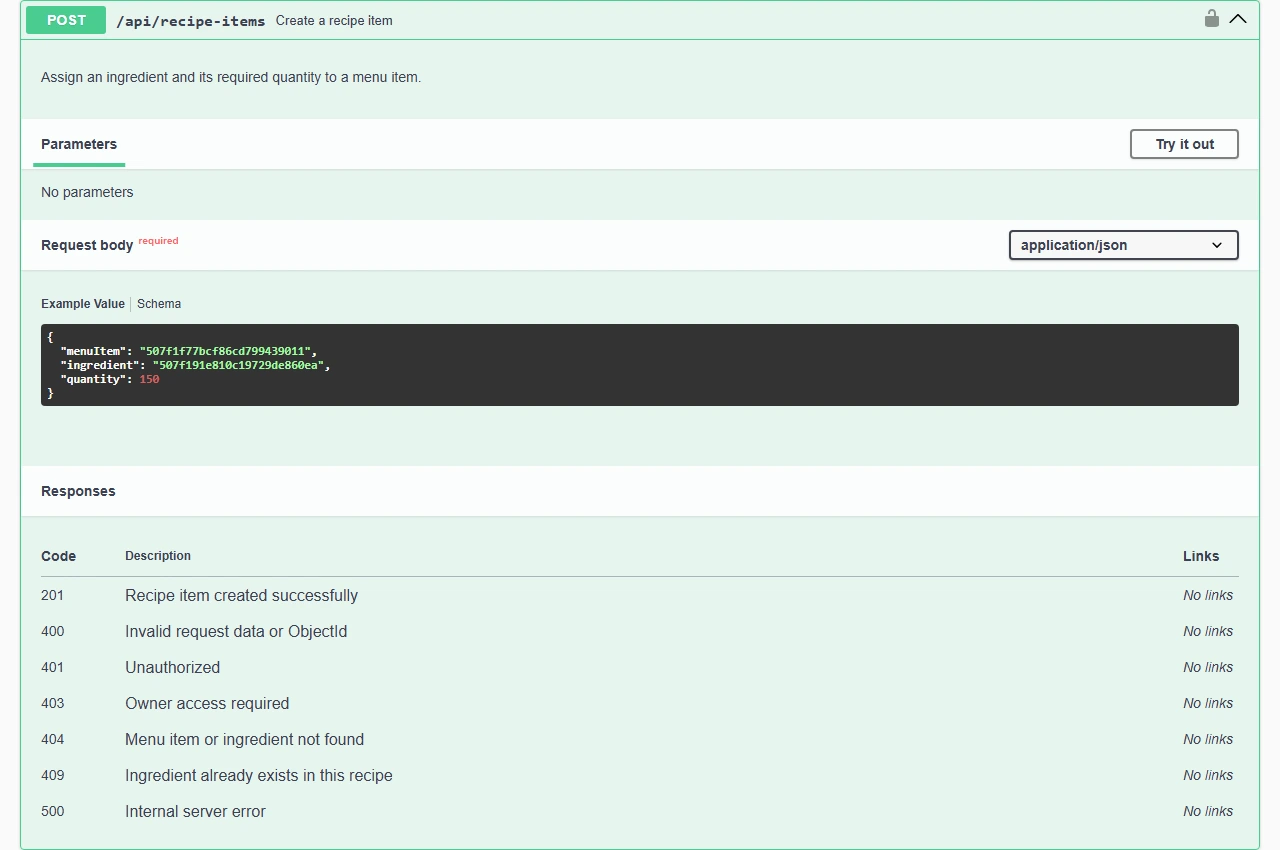 POST /api/recipe-items Create a recipe item
Assign an ingredient and its required quantity to a menu item.
Parameters Try it out
No parameters
Request body required application/json
Example Value Schema
{
"menuItem": "507f1f77bcf86cd799439011",
"ingredient": "507f191e810c19729de860ea",
"quantity": 150
}
Responses
Code Description Links
201 Recipe item created successfully No links
400 Invalid request data or ObjectId No links
401 Unauthorized No links
403 Owner access required No links
404 Menu item or ingredient not found No links
409 Ingredient already exists in this recipe No links
500 Internal server error No links